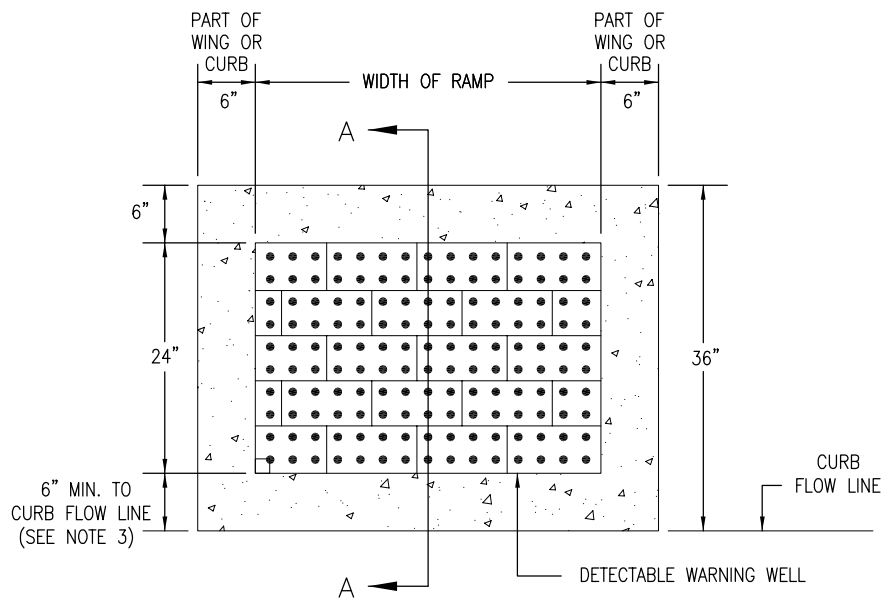 PART OF
WING OR
CURB
6”
WIDTH OF RAMP
PART OF
WING OR
CURB
6”
A
6”
24”
36”
6” MIN. TO
CURB FLOW LINE
(SEE NOTE 3)
CURB
FLOW LINE
A
DETECTABLE WARNING WELL